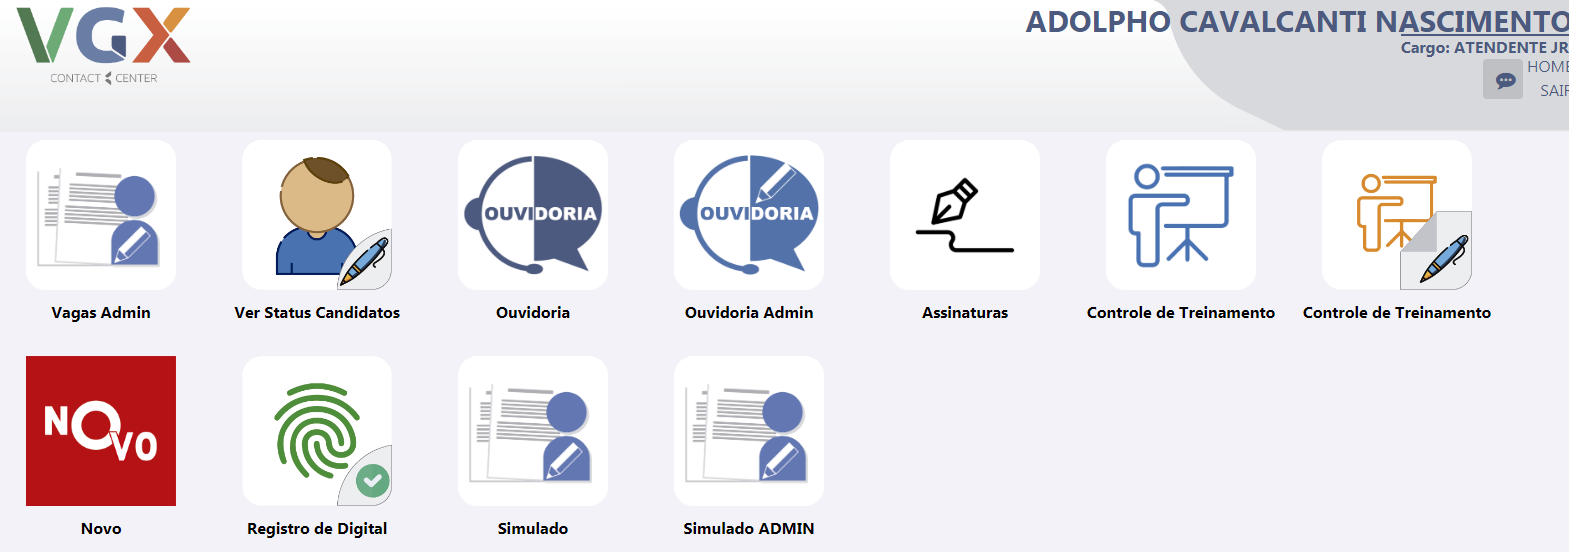 VGX
CONTACT CENTER
ADOLPHO CAVALCANTI NASCIMENTO
Cargo: ATENDENTE JR
HOME
SAIR
OUVIDORIA
OUVIDORIA
Vagas Admin
Ver Status Candidatos
Ouvidoria
Ouvidoria Admin
Assinaturas
Controle de Treinamento
Controle de Treinamento
NOVO
Novo
Registro de Digital
Simulado
Simulado ADMIN